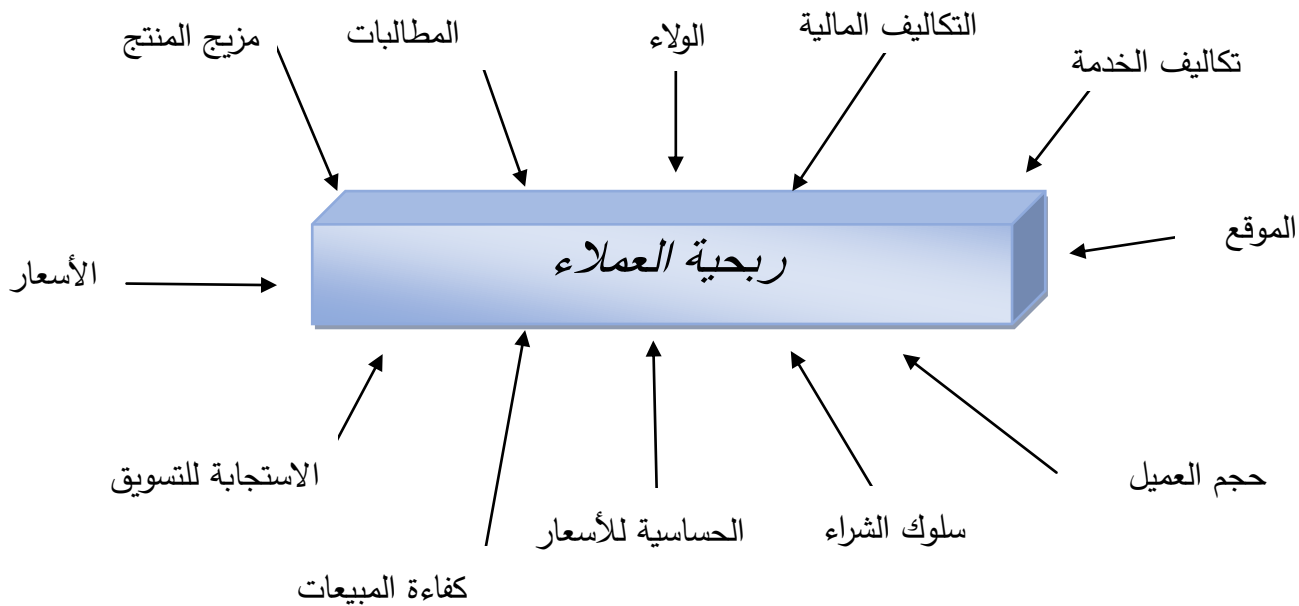 التكاليف المالية
الولاء
المطالبات
مزيج المنتج
تكاليف الخدمة
الموقع
ربحية العملاء
الأسعار
حجم العميل
الاستجابة للتسويق
سلوك الشراء
الحساسية للأسعار
كفاءة المبيعات